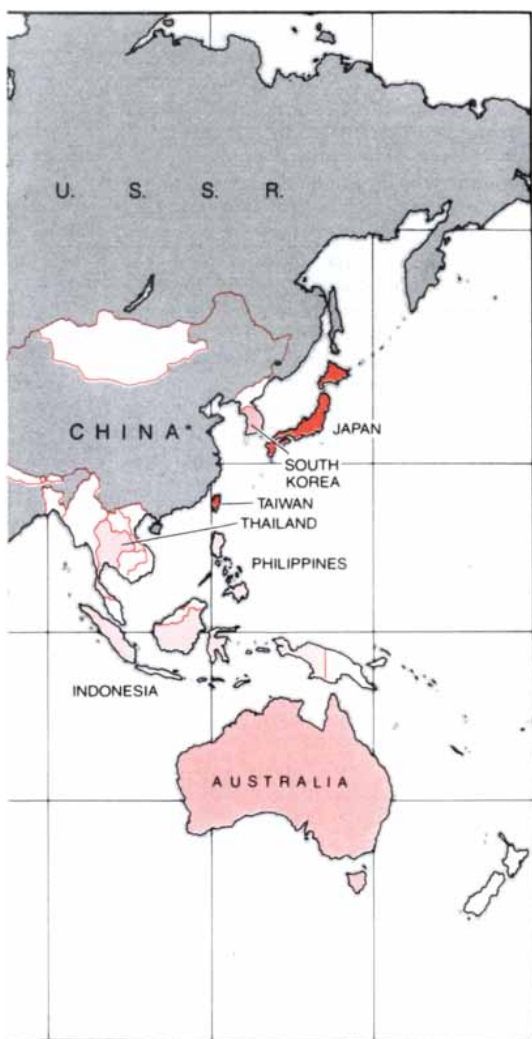 U. S. S. R.
CHINA*
JAPAN
SOUTH
KOREA
TAIWAN
THAILAND
PHILIPPINES
INDONESIA
AUSTRALIA